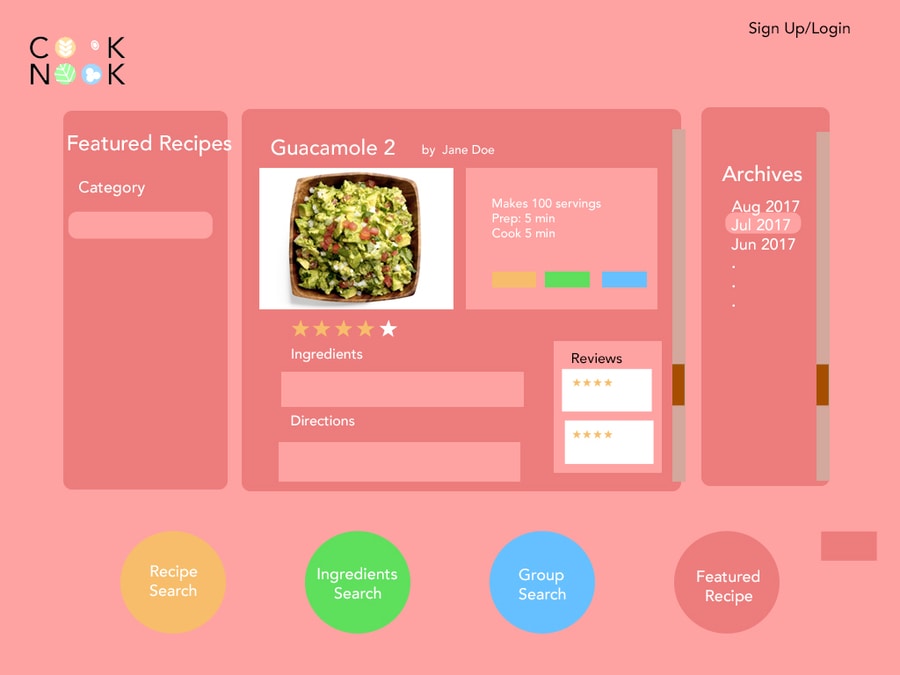 Sign Up/Login
COOK
NOOK
Featured Recipes
Category
Guacamole 2 by Jane Doe
Makes 100 servings
Prep: 5 min
Cook 5 min
Ingredients
Directions
Reviews
Archives
Aug 2017
Jul 2017
Jun 2017
.
.
.
Recipe
Search
Ingredients
Search
Group
Search
Featured
Recipe